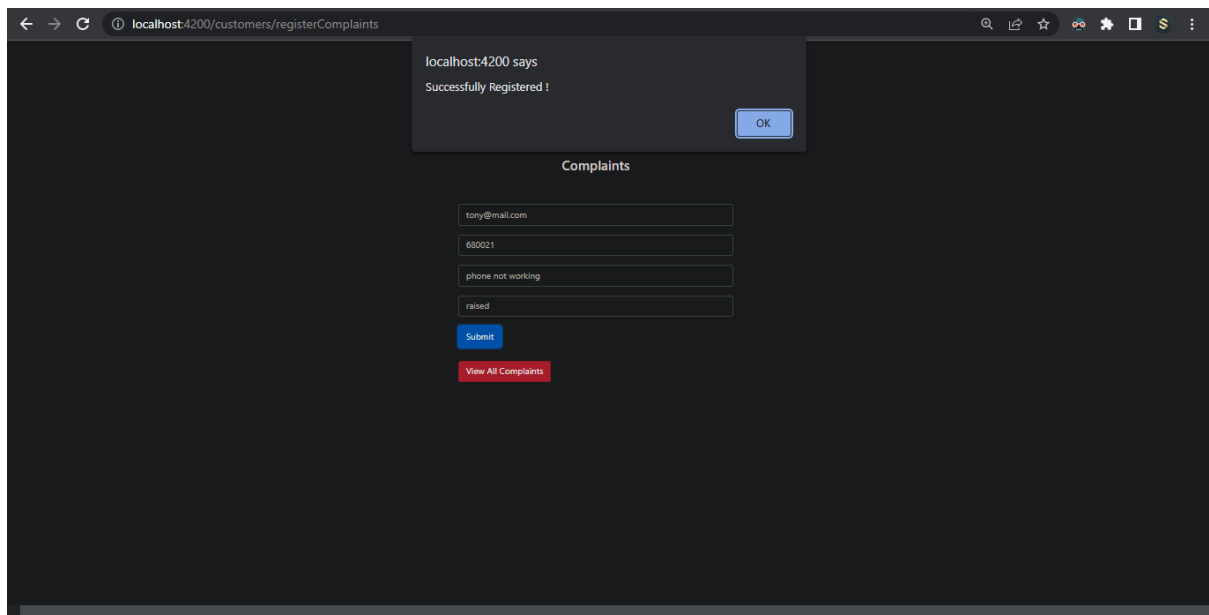 localhost:4200/customers/registerComplaints
localhost:4200 says
Successfully Registered !
OK
Complaints
tony@mail.com
680021
phone not working
raised
Submit
View All Complaints